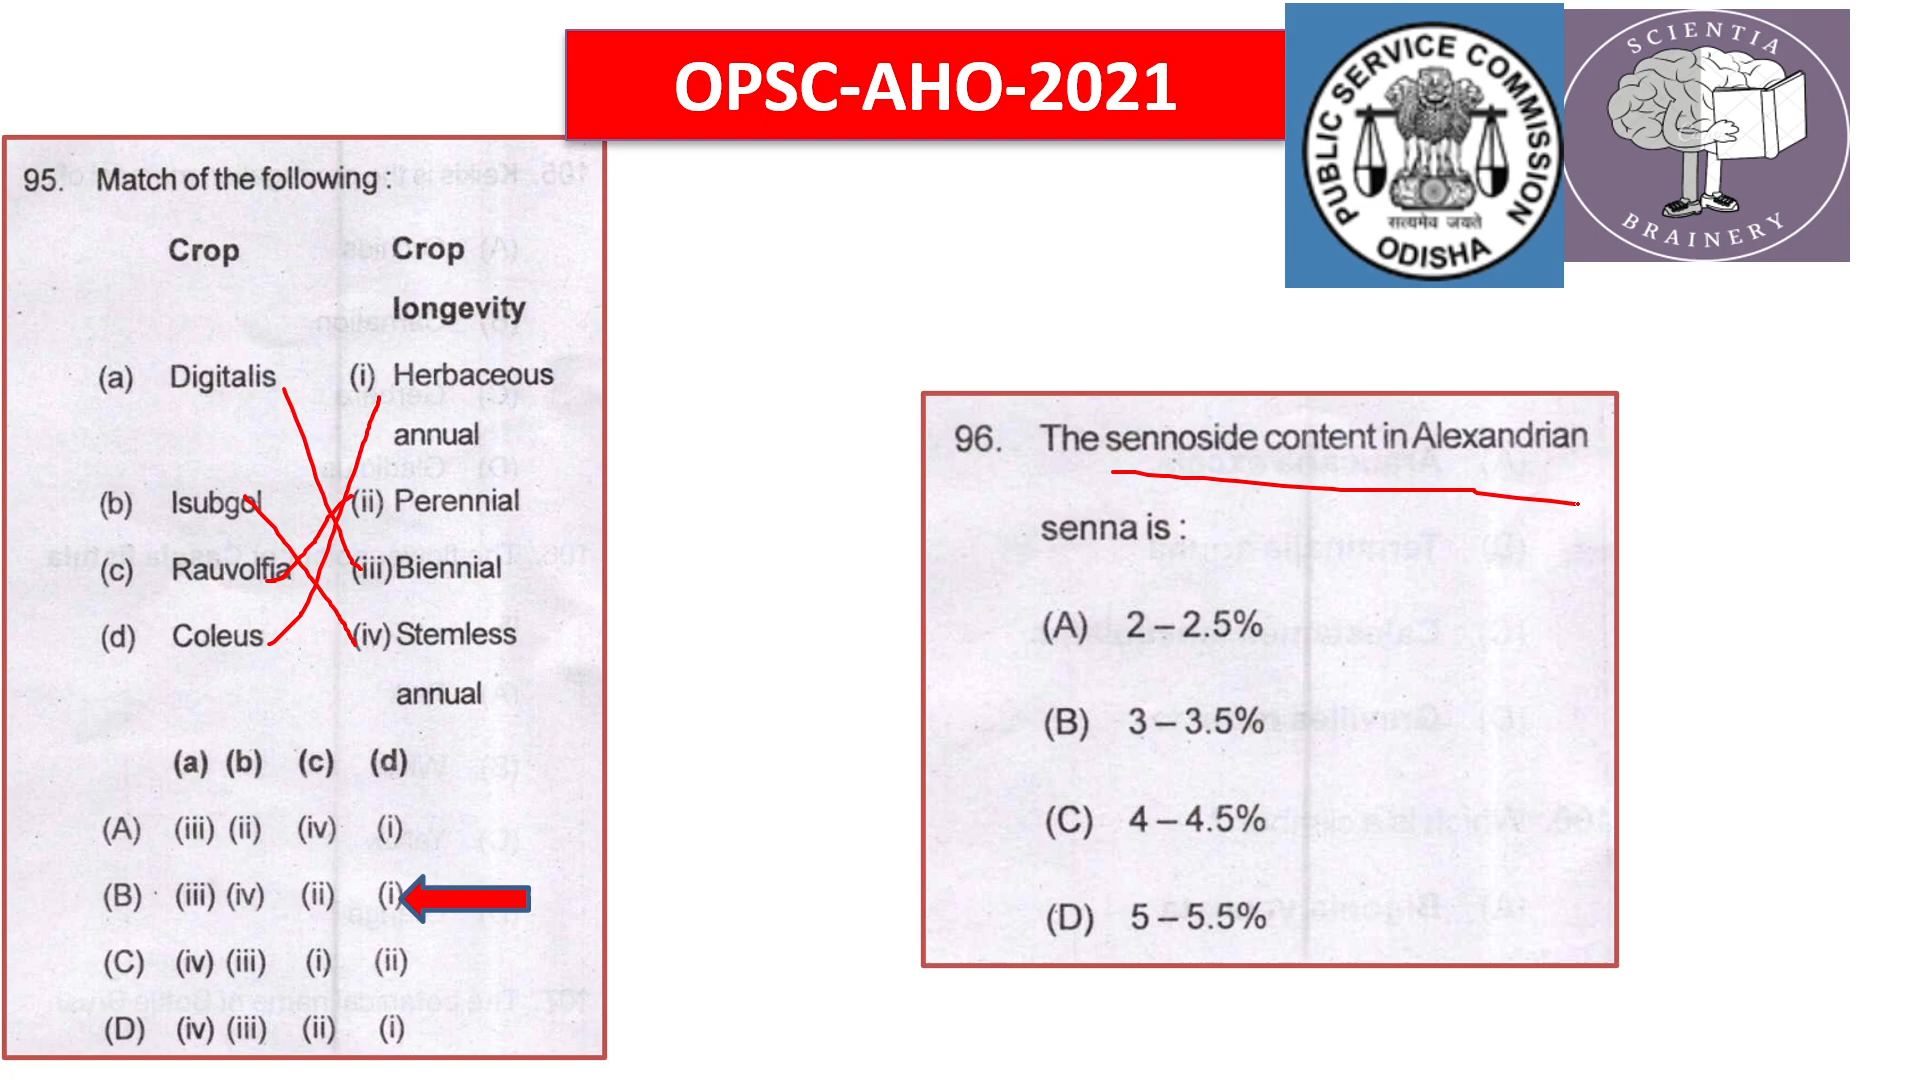 OPSC-AHO-2021
PUBLIC SERVICE COMMISSION
सत्यमेव जयते
ODISHA
SCIENTIA
BRAINERY
95. Match of the following :
Crop Crop
longevity
(a) Digitalis (i) Herbaceous
annual
(b) Isubgol (ii) Perennial
(c) Rauvolfia (iii) Biennial
(d) Coleus (iv) Stemless
annual
(a) (b) (c) (d)
(A) (iii) (ii) (iv) (i)
(B) (iii) (iv) (ii) (i)
(C) (iv) (iii) (i) (ii)
(D) (iv) (iii) (ii) (i)
96. The sennoside content in Alexandrian
senna is :
(A) 2 – 2.5%
(B) 3 – 3.5%
(C) 4 – 4.5%
(D) 5 – 5.5%